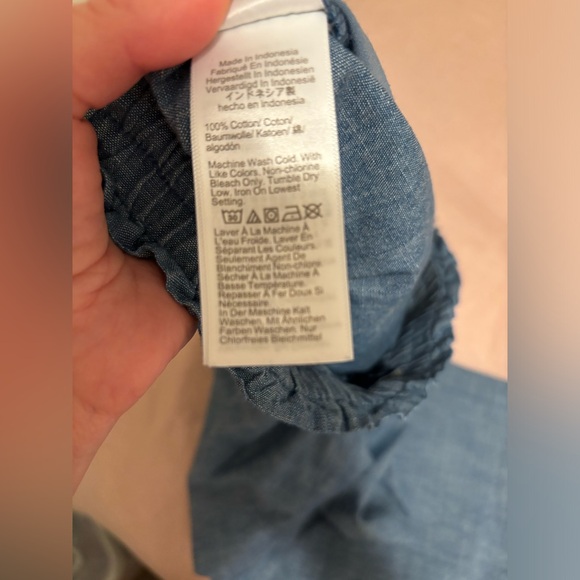 Made In Indonesia
Fabriqué En Indonésie
Hergestellt In Indonesien
Vervaardigd In Indonesië
インドネシア製
hecho en Indonesia
100% Cotton/ Coton/
Baumwolle/ Katoen/ 綿/
algodón
Machine Wash Cold. With
Like Colors. Non-chlorine
Bleach Only. Tumble Dry
Low, Iron On Lowest
Setting.
Laver À La Machine À
L'eau Froide. Laver En
Séparant Les Couleurs.
Seulement Agent De
Blanchiment Non-chlore.
Sécher À La Machine À
Basse Température.
Repasser À Fer Doux Si
Nécessaire.
In Der Meschine Kalt
Waschen. Mit Ähnlichen
Farben Waschen. Nur
Chlorfreies Bleichmittel